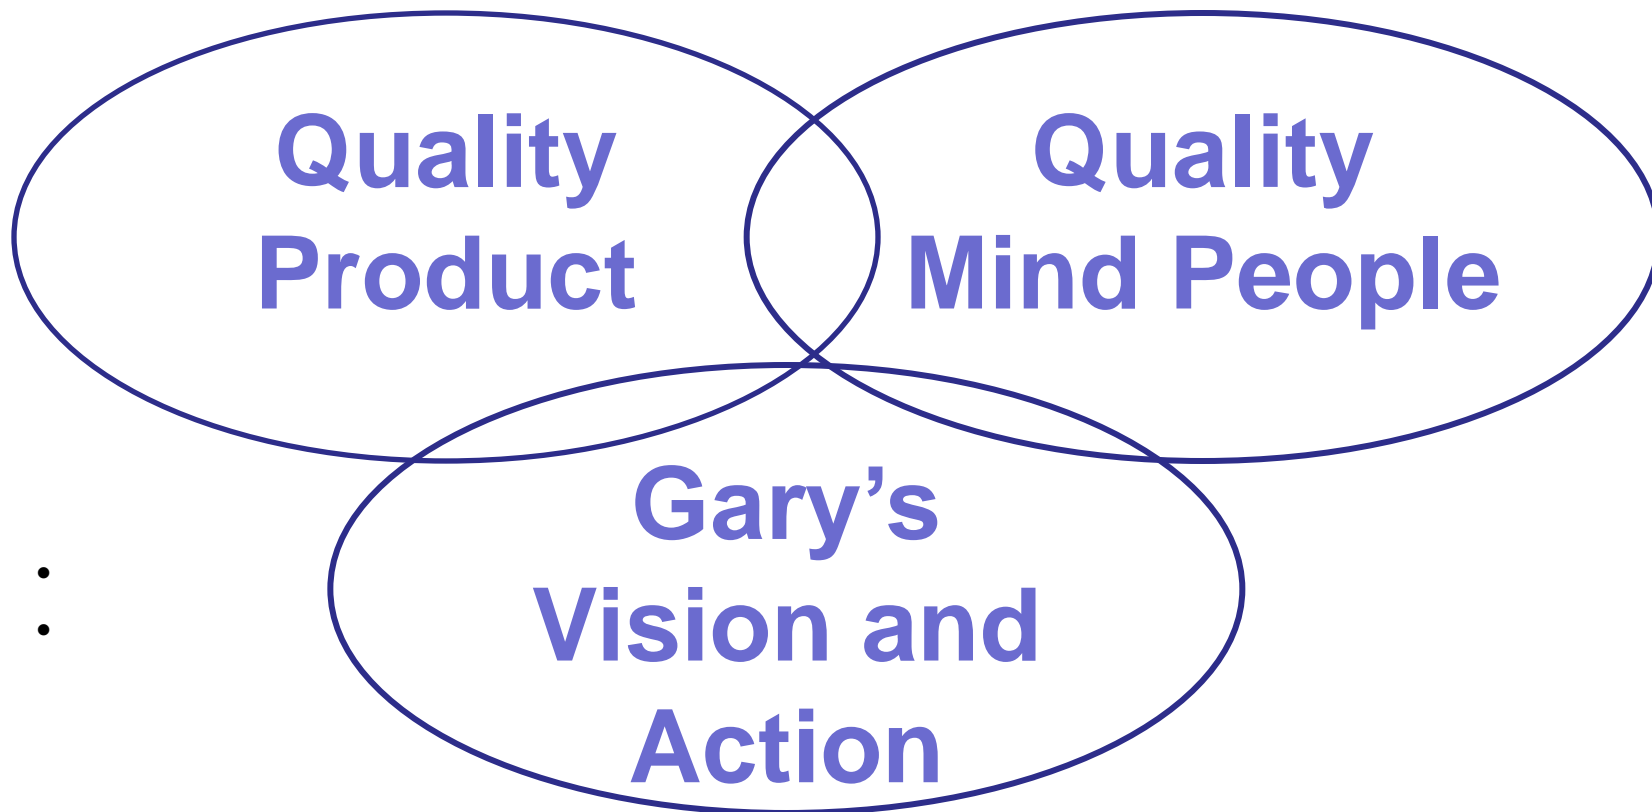 Quality
Product
Quality
Mind People
Gary’s
Vision and
Action
•
•